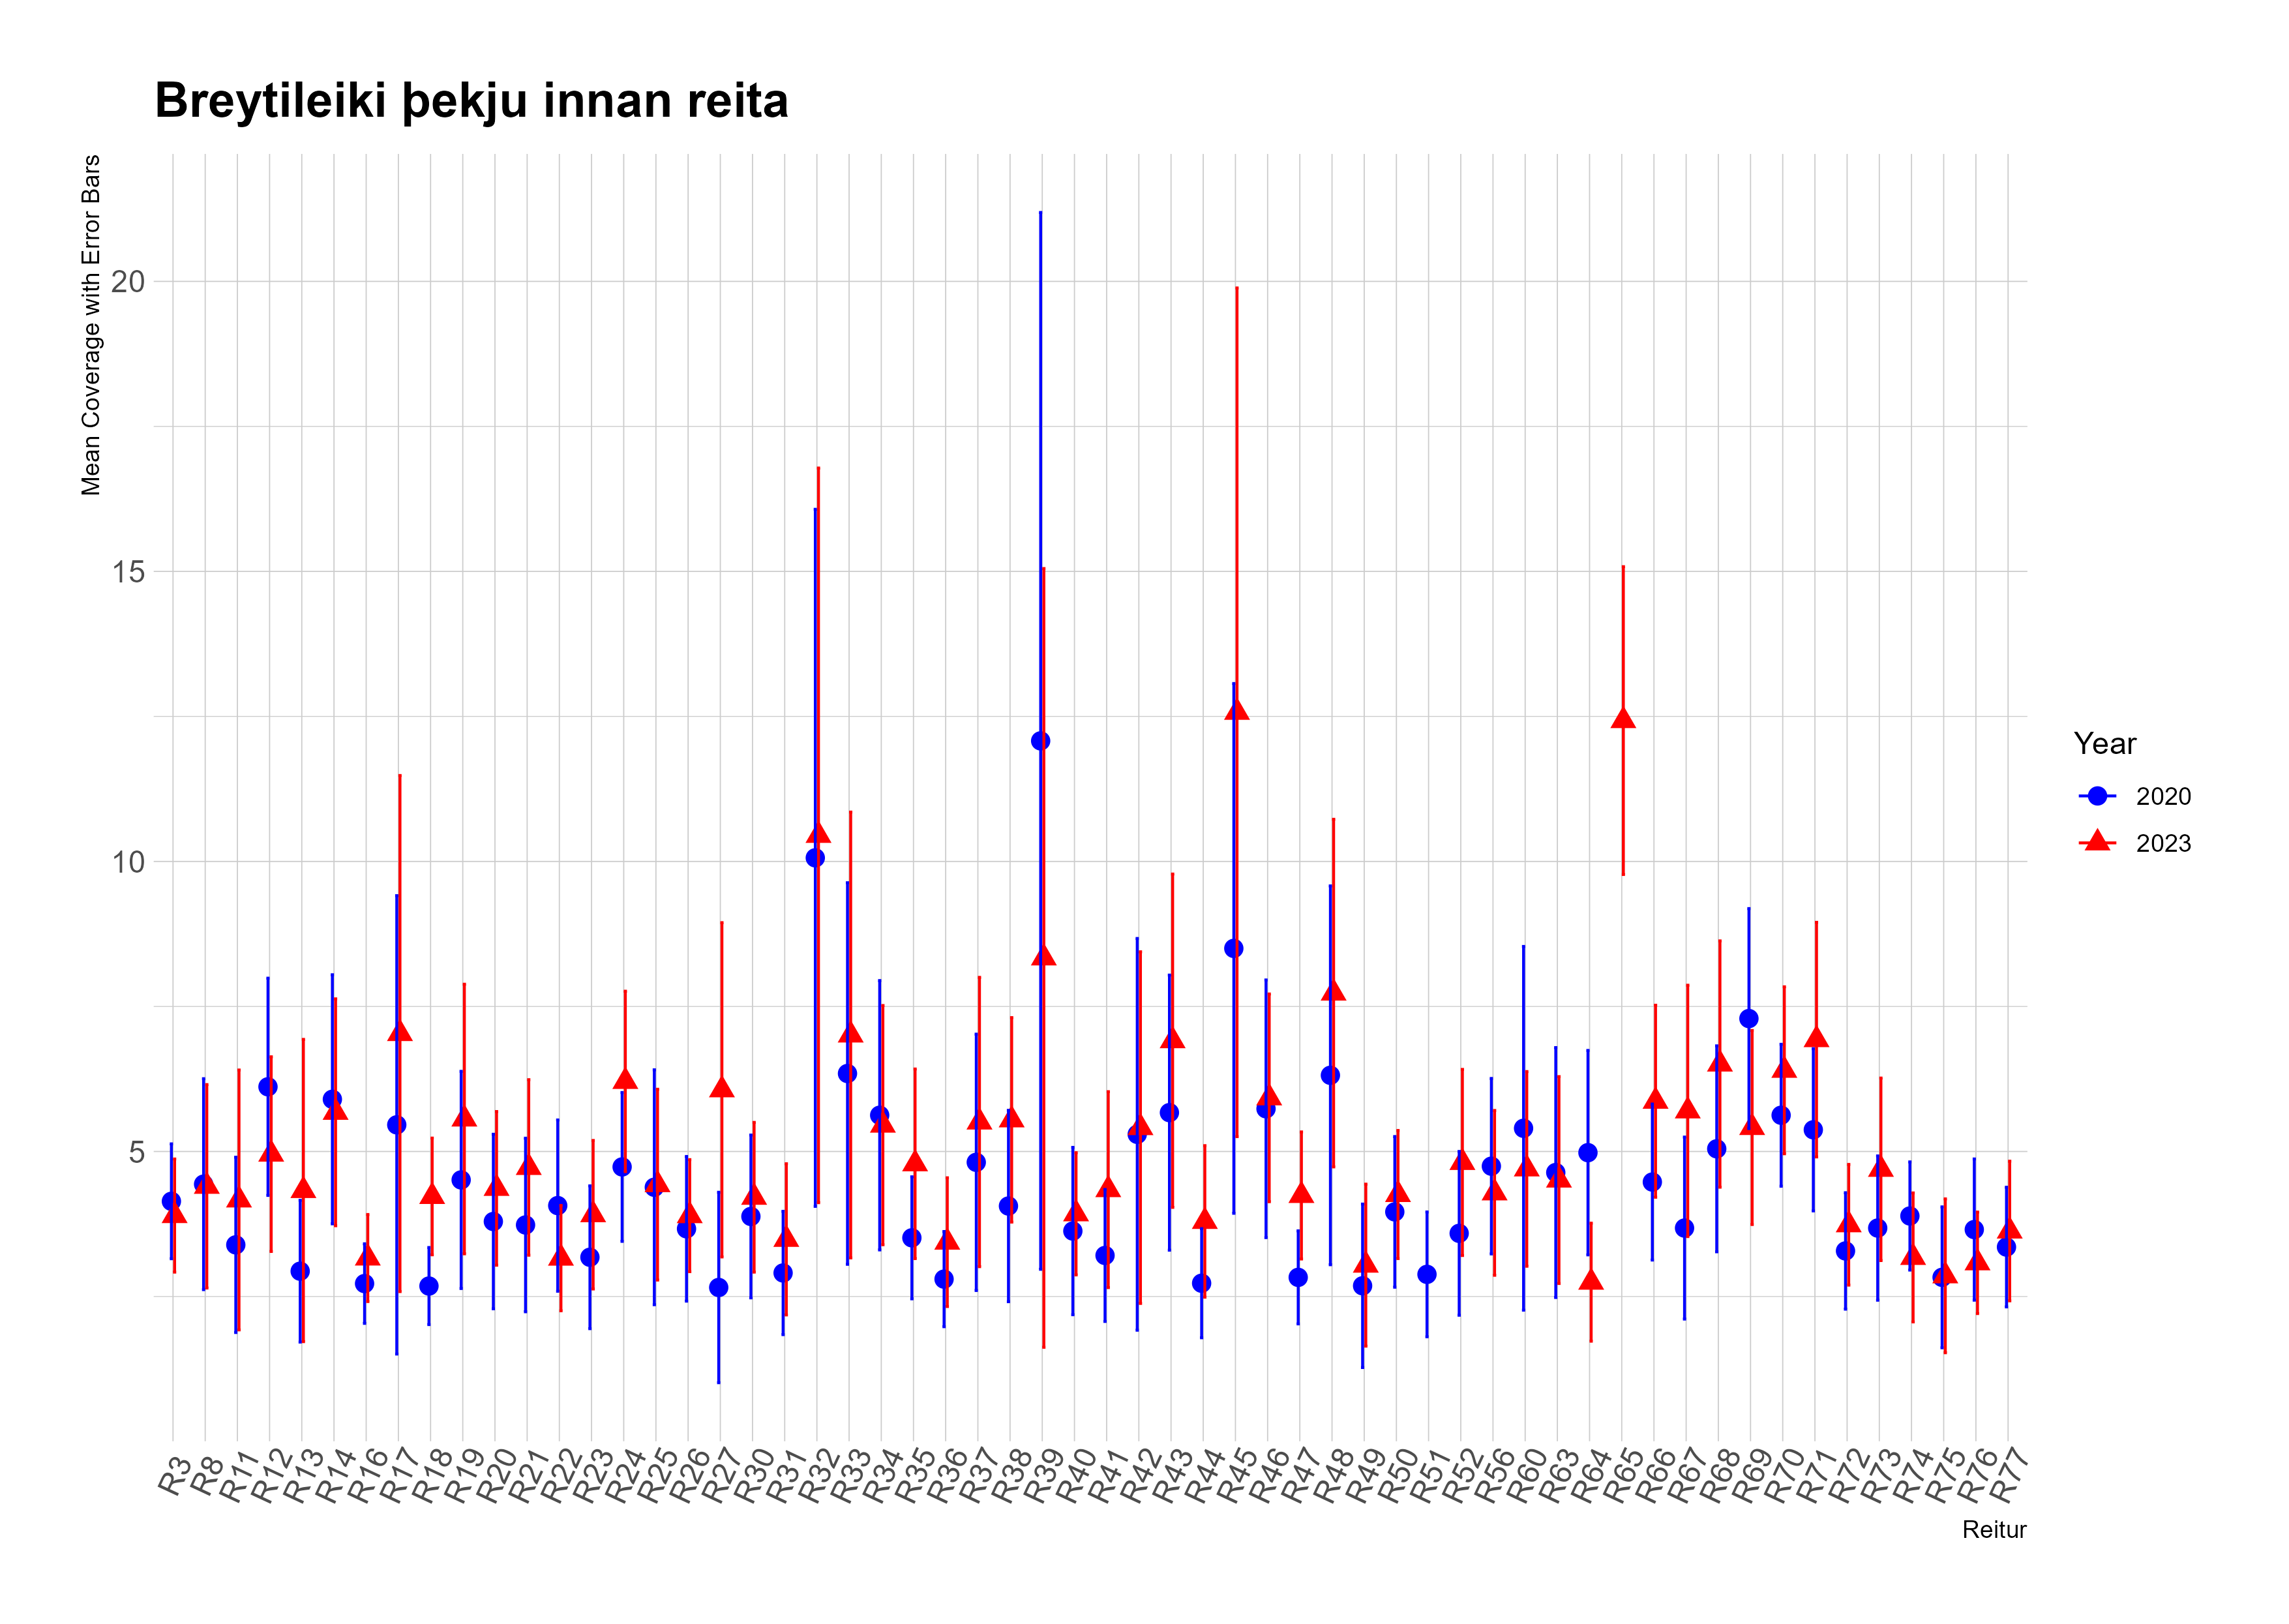 Breytileiki þekju innan reita
Mean Coverage with Error Bars
20
15
10
5
R3 R8 R11 R12 R13 R14 R16 R17 R18 R19 R20 R21 R22 R23 R24 R25 R26 R27 R30 R31 R32 R33 R34 R35 R36 R37 R38 R39 R40 R41 R42 R43 R44 R45 R46 R47 R48 R49 R50 R51 R52 R56 R60 R63 R64 R65 R66 R67 R68 R69 R70 R71 R72 R73 R74 R75 R76 R77
Reitur
Year
2020
2023